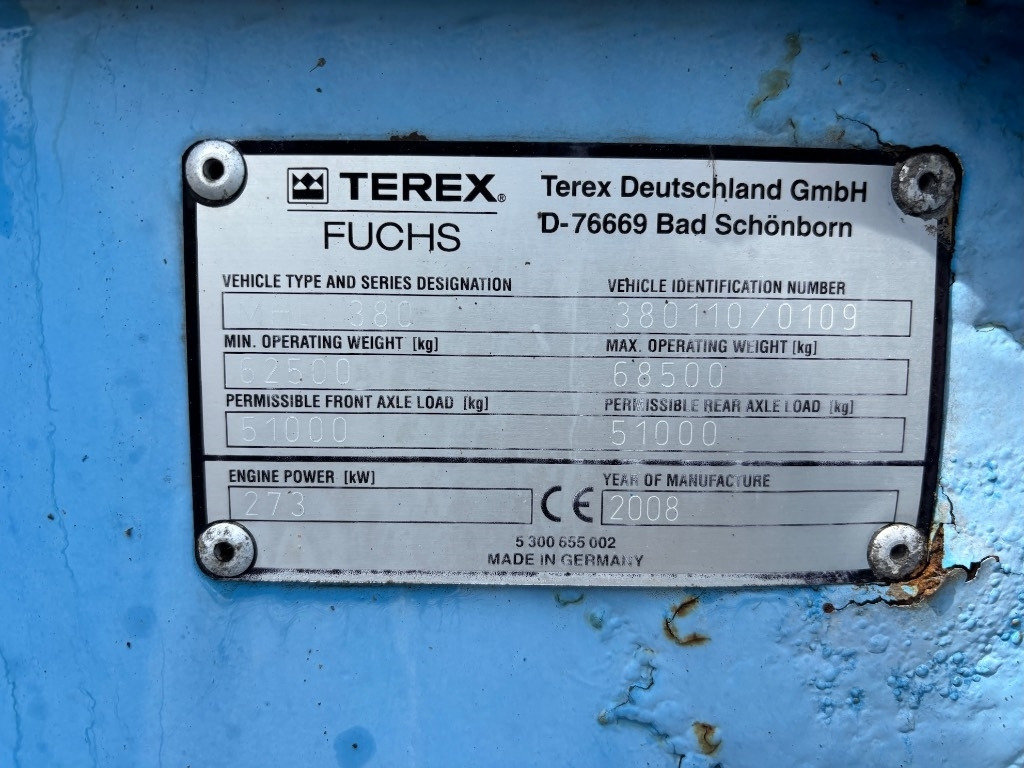 TEREX® Terex Deutschland GmbH
FUCHS D-76669 Bad Schönborn
VEHICLE TYPE AND SERIES DESIGNATION VEHICLE IDENTIFICATION NUMBER
380 380110/0109
MIN. OPERATING WEIGHT [kg] MAX. OPERATING WEIGHT [kg]
62500 68500
PERMISSIBLE FRONT AXLE LOAD [kg] PERMISSIBLE REAR AXLE LOAD [kg]
51000 51000
ENGINE POWER [kW] YEAR OF MANUFACTURE
273 CE 2008
5 300 655 002
MADE IN GERMANY